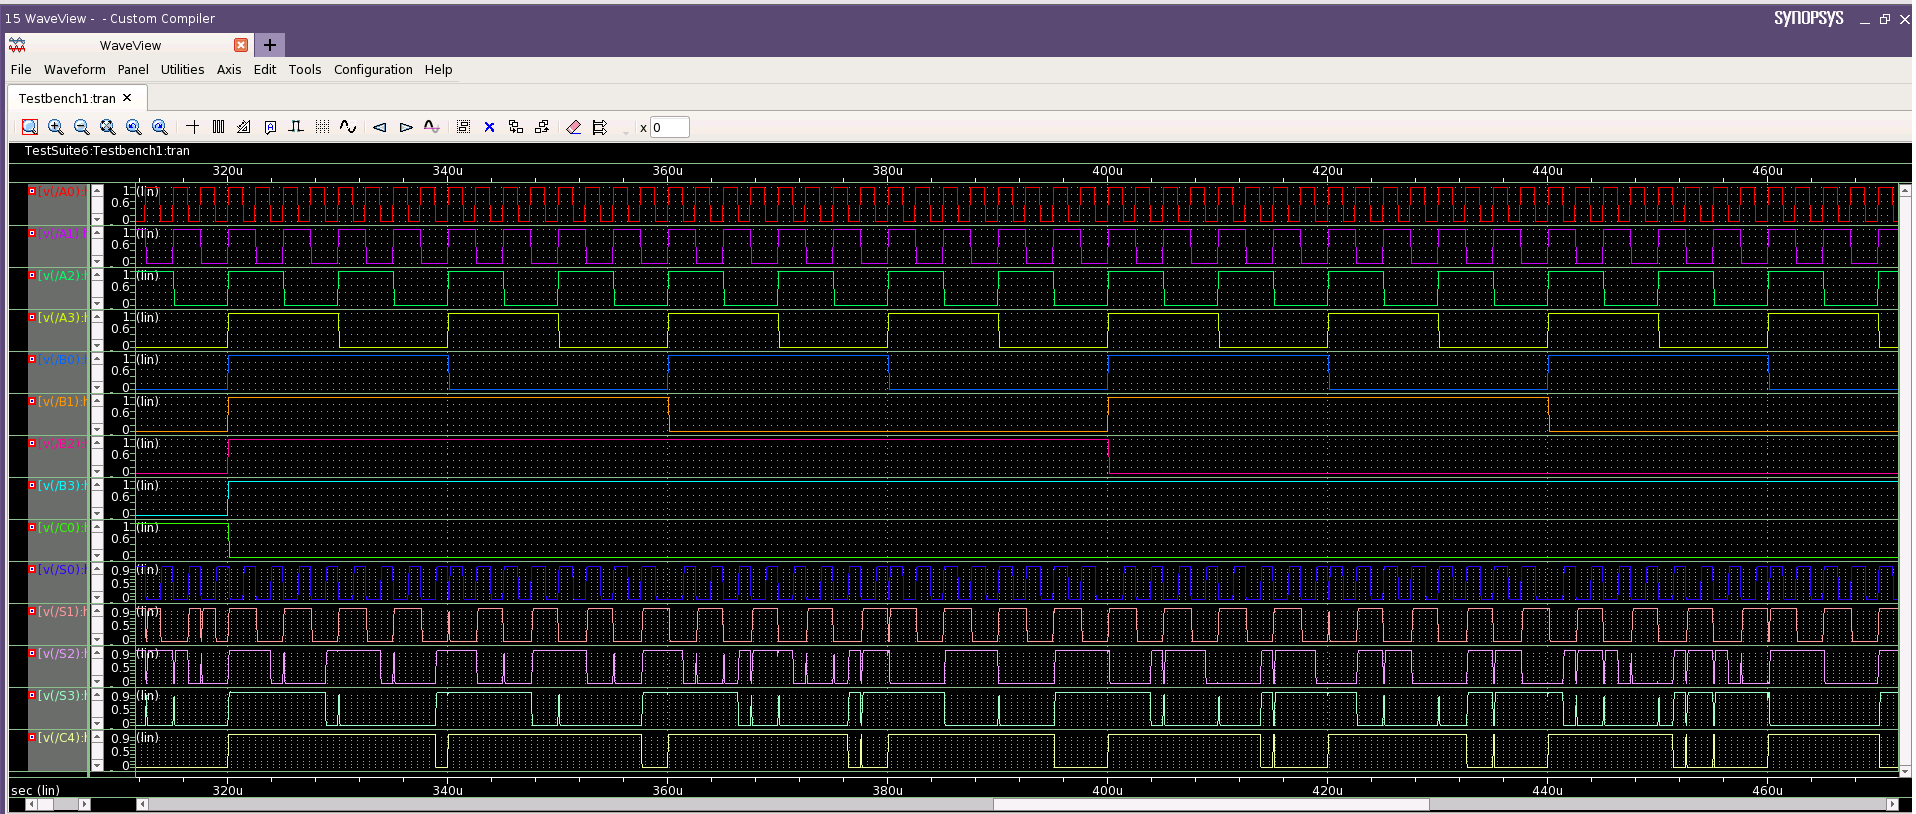 15 WaveView - - Custom Compiler
SYNOPSYS
WaveView
File Waveform Panel Utilities Axis Edit Tools Configuration Help
Testbench1:tran
x 0
TestSuite6:Testbench1:tran
320u 340u 360u 380u 400u 420u 440u 460u
[v(/A0): 1 (lin)
0.6
0
[v(/A1): 1 (lin)
0.6
0
[v(/A2): 1 (lin)
0.6
0
[v(/A3): 1 (lin)
0.6
0
[v(/B0): 1 (lin)
0.6
0
[v(/B1): 1 (lin)
0.6
0
[v(/B2): 1 (lin)
0.6
0
[v(/B3): 1 (lin)
0.6
0
[v(/C0): 1 (lin)
0.6
0
[v(/S0): 0.9 (lin)
0.5
0
[v(/S1): 0.9 (lin)
0.5
0
[v(/S2): 0.9 (lin)
0.5
0
[v(/S3): 0.9 (lin)
0.5
0
[v(/C4): 0.9 (lin)
0.5
0
sec (lin) 320u 340u 360u 380u 400u 420u 440u 460u